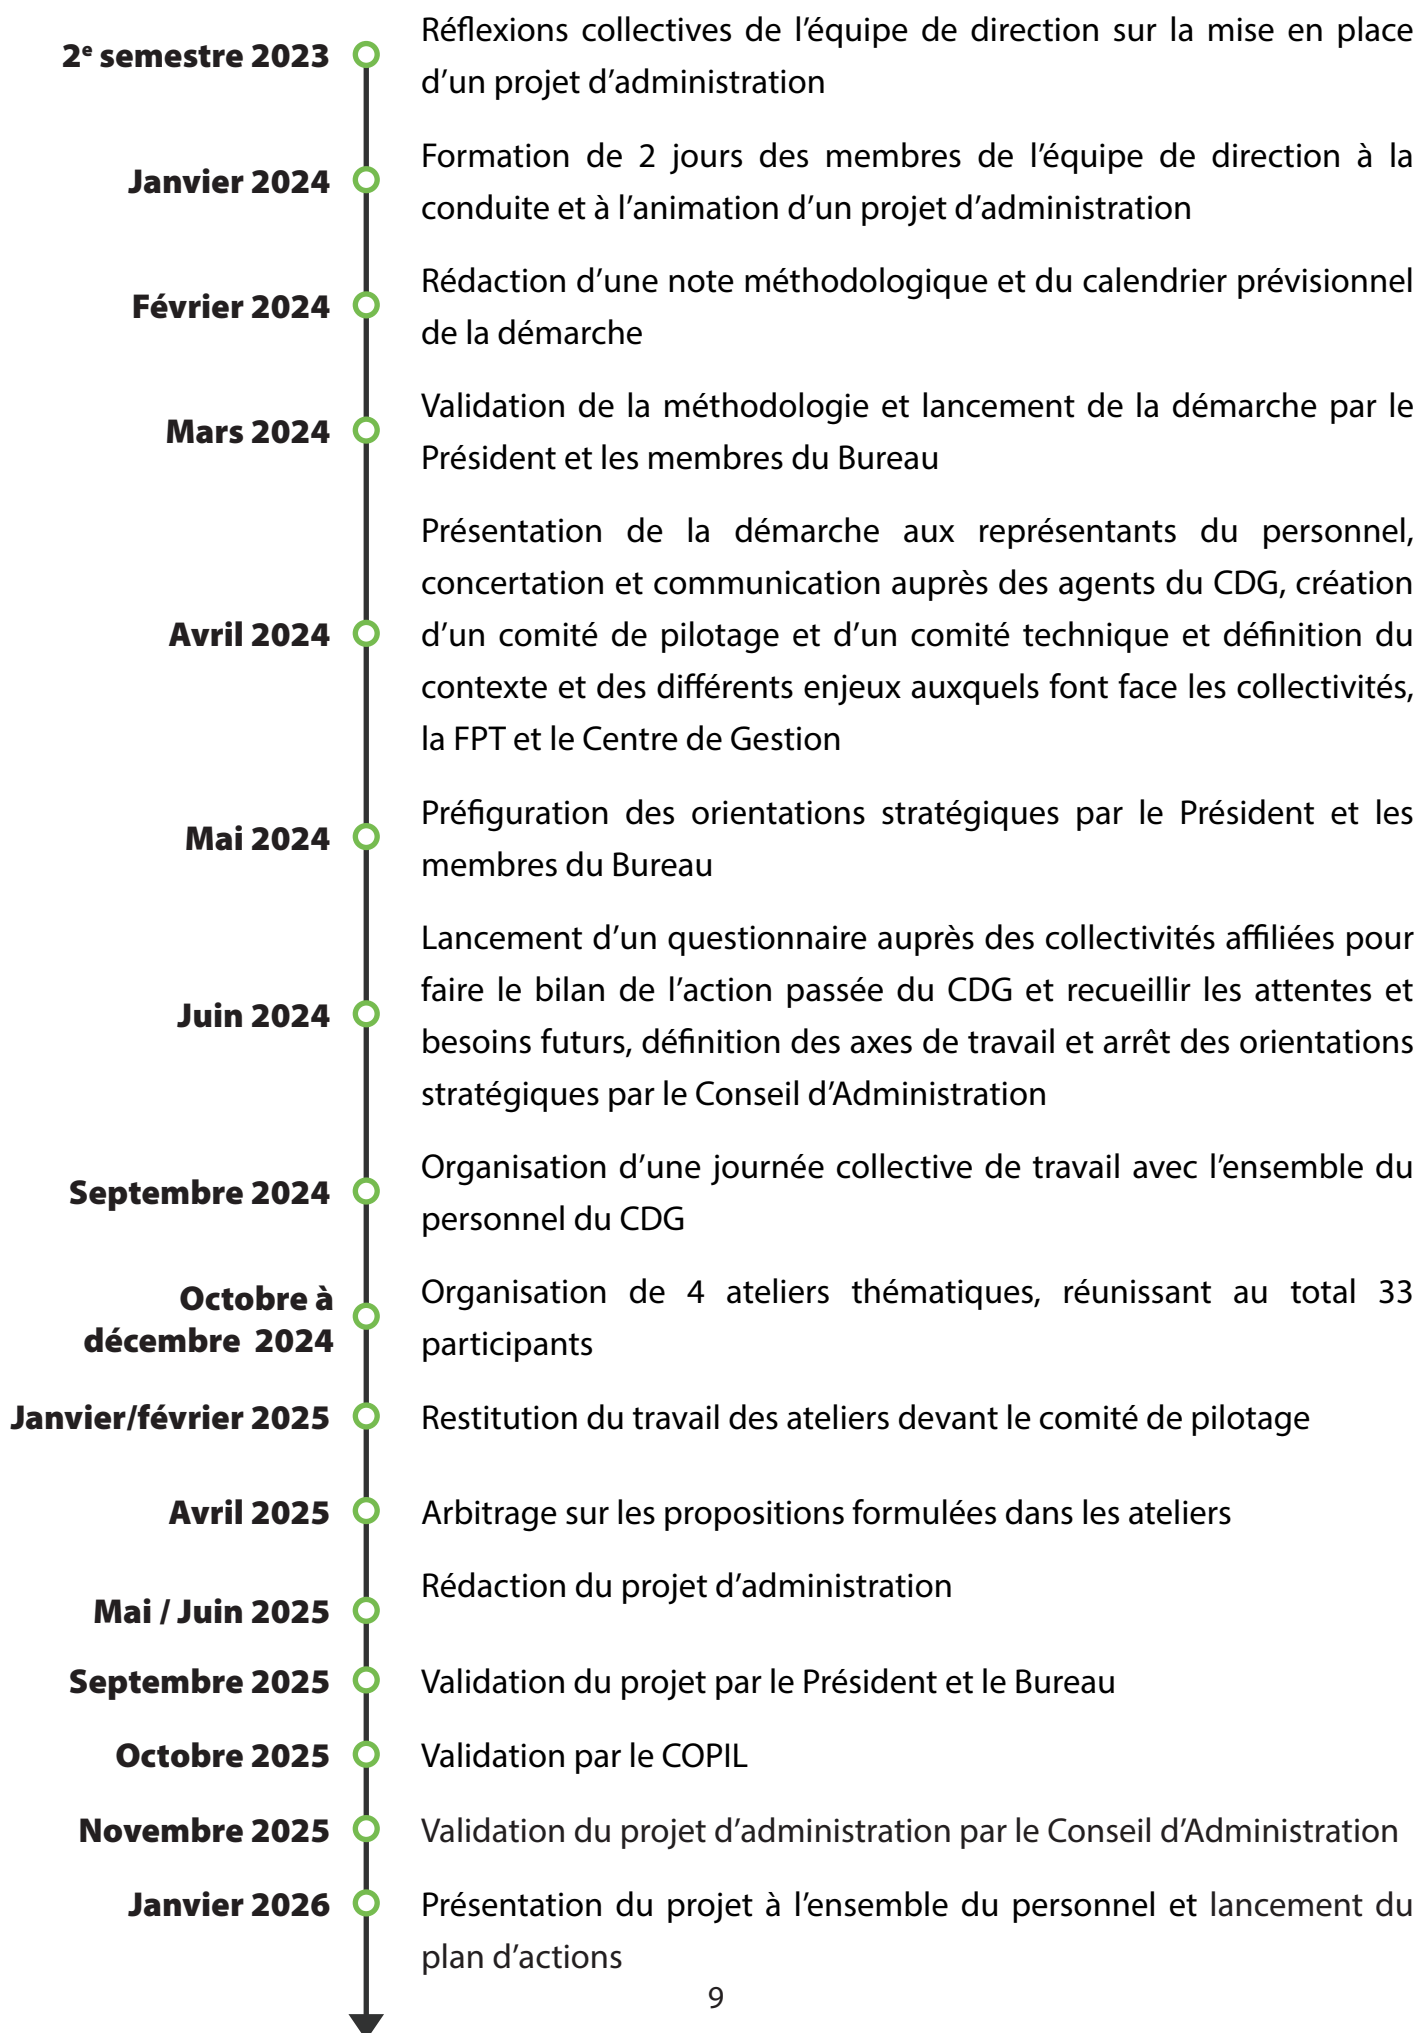 2e semestre 2023
Réflexions collectives de l’équipe de direction sur la mise en place
d’un projet d’administration
Janvier 2024
Formation de 2 jours des membres de l’équipe de direction à la
conduite et à l’animation d’un projet d’administration
Février 2024
Rédaction d’une note méthodologique et du calendrier prévisionnel
de la démarche
Mars 2024
Validation de la méthodologie et lancement de la démarche par le
Président et les membres du Bureau
Avril 2024
Présentation de la démarche aux représentants du personnel,
concertation et communication auprès des agents du CDG, création
d’un comité de pilotage et d’un comité technique et définition du
contexte et des différents enjeux auxquels font face les collectivités,
la FPT et le Centre de Gestion
Mai 2024
Préfiguration des orientations stratégiques par le Président et les
membres du Bureau
Juin 2024
Lancement d’un questionnaire auprès des collectivités affiliées pour
faire le bilan de l’action passée du CDG et recueillir les attentes et
besoins futurs, définition des axes de travail et arrêt des orientations
stratégiques par le Conseil d’Administration
Septembre 2024
Organisation d’une journée collective de travail avec l’ensemble du
personnel du CDG
Octobre à
décembre 2024
Organisation de 4 ateliers thématiques, réunissant au total 33
participants
Janvier/février 2025
Restitution du travail des ateliers devant le comité de pilotage
Avril 2025
Arbitrage sur les propositions formulées dans les ateliers
Mai / Juin 2025
Rédaction du projet d’administration
Septembre 2025
Validation du projet par le Président et le Bureau
Octobre 2025
Validation par le COPIL
Novembre 2025
Validation du projet d’administration par le Conseil d’Administration
Janvier 2026
Présentation du projet à l’ensemble du personnel et lancement du
plan d’actions
9